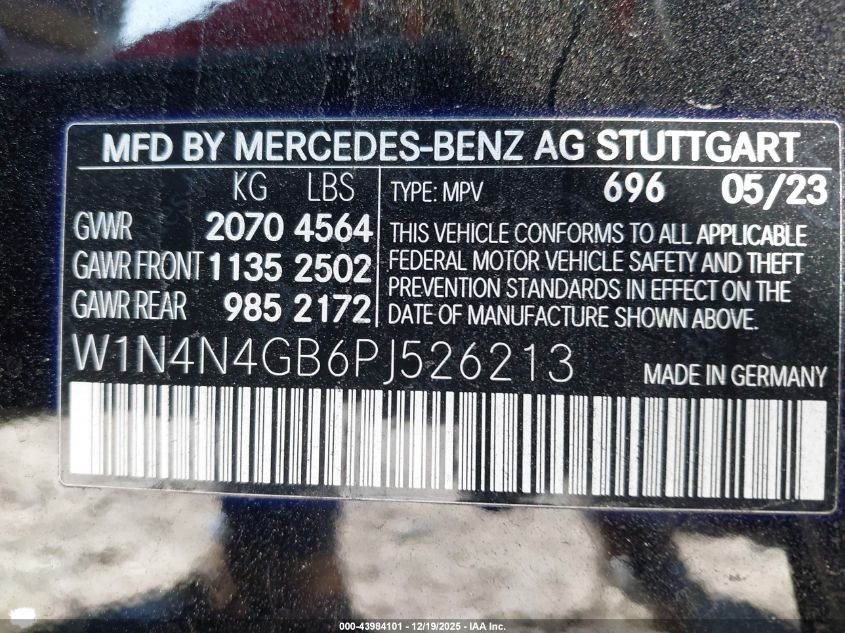 MFD BY MERCEDES-BENZ AG STUTTGART
KG LBS
GVWR 2070 4564
GAWR FRONT 1135 2502
GAWR REAR 985 2172
TYPE: MPV 696 05/23
THIS VEHICLE CONFORMS TO ALL APPLICABLE
FEDERAL MOTOR VEHICLE SAFETY AND THEFT
PREVENTION STANDARDS IN EFFECT ON THE
DATE OF MANUFACTURE SHOWN ABOVE.
W1N4N4GB6PJ526213 MADE IN GERMANY
000-43984101 - 12/19/2025 - IAA Inc.